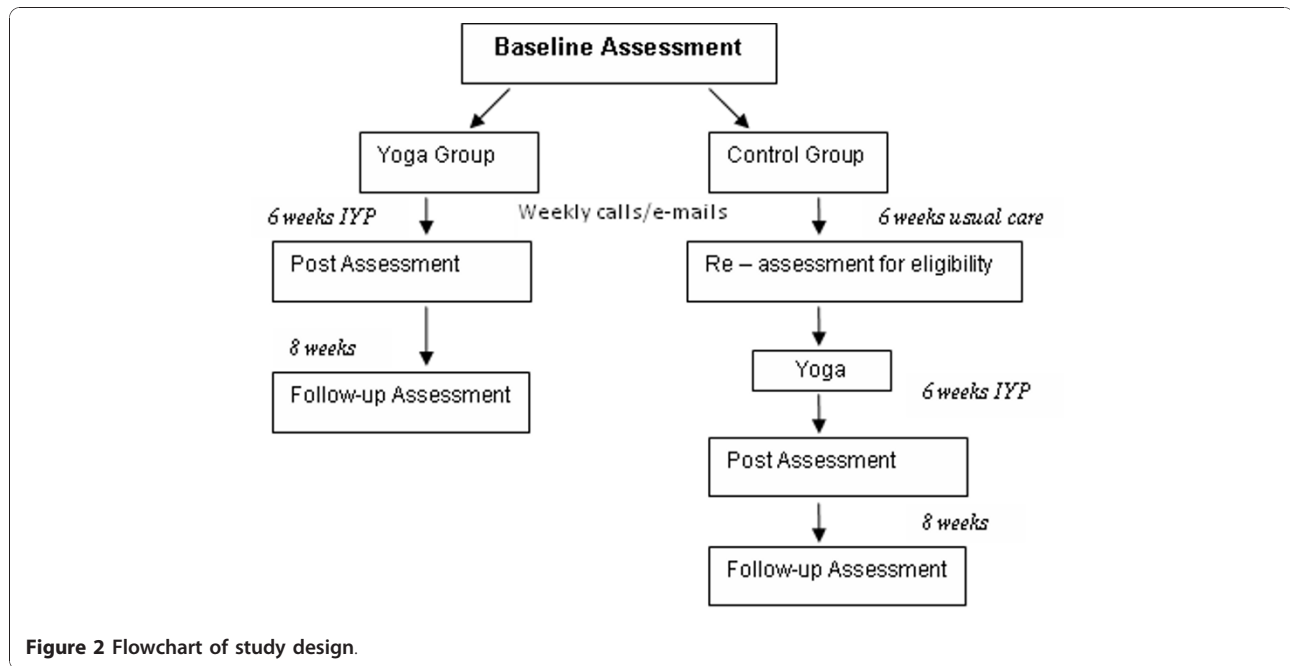 Baseline Assessment
Yoga Group
Control Group
6 weeks IYP
Weekly calls/e-mails
6 weeks usual care
Post Assessment
Re – assessment for eligibility
8 weeks
Yoga
Follow-up Assessment
6 weeks IYP
Post Assessment
8 weeks
Follow-up Assessment
Figure 2 Flowchart of study design.